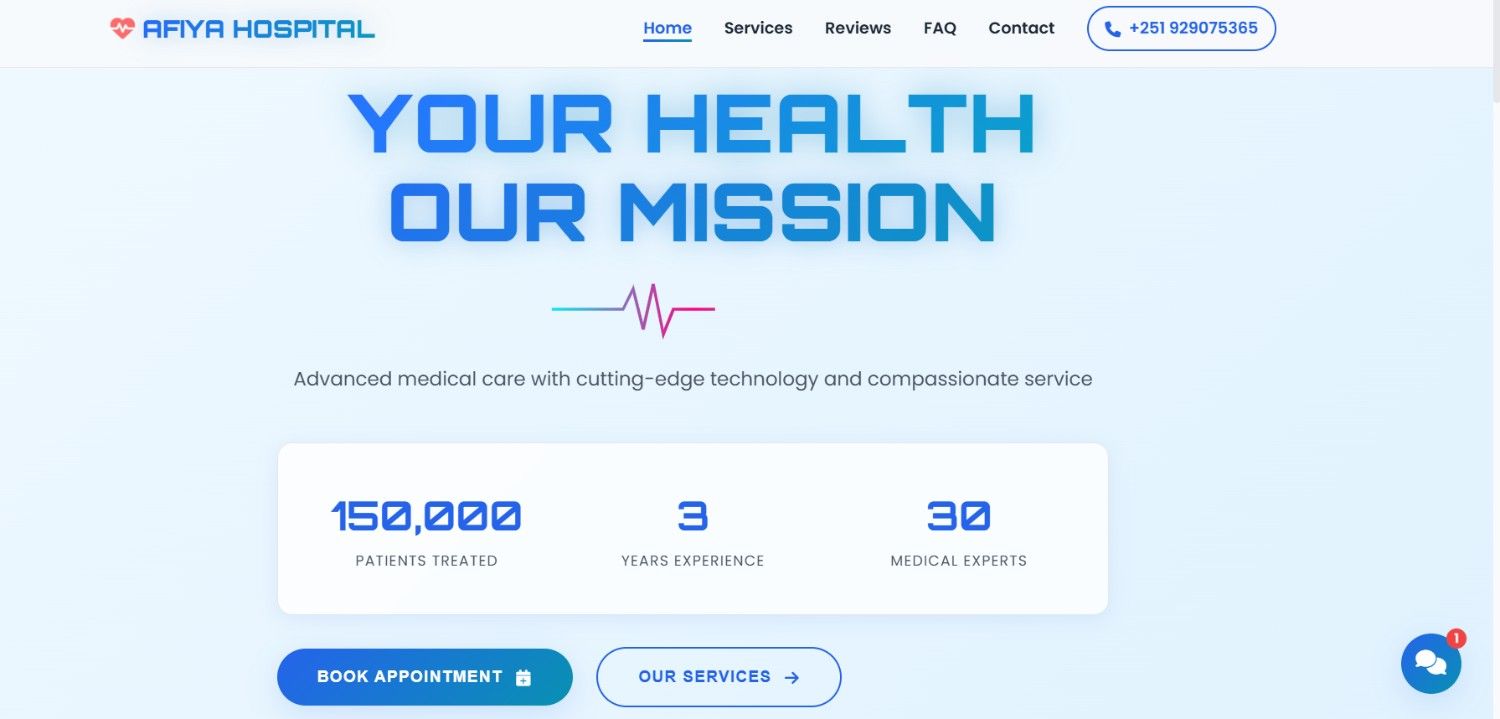 AFIYA HOSPITAL
Home Services Reviews FAQ Contact +251 929075365
YOUR HEALTH
OUR MISSION
Advanced medical care with cutting-edge technology and compassionate service
150,000 3 30
PATIENTS TREATED YEARS EXPERIENCE MEDICAL EXPERTS
1
BOOK APPOINTMENT OUR SERVICES